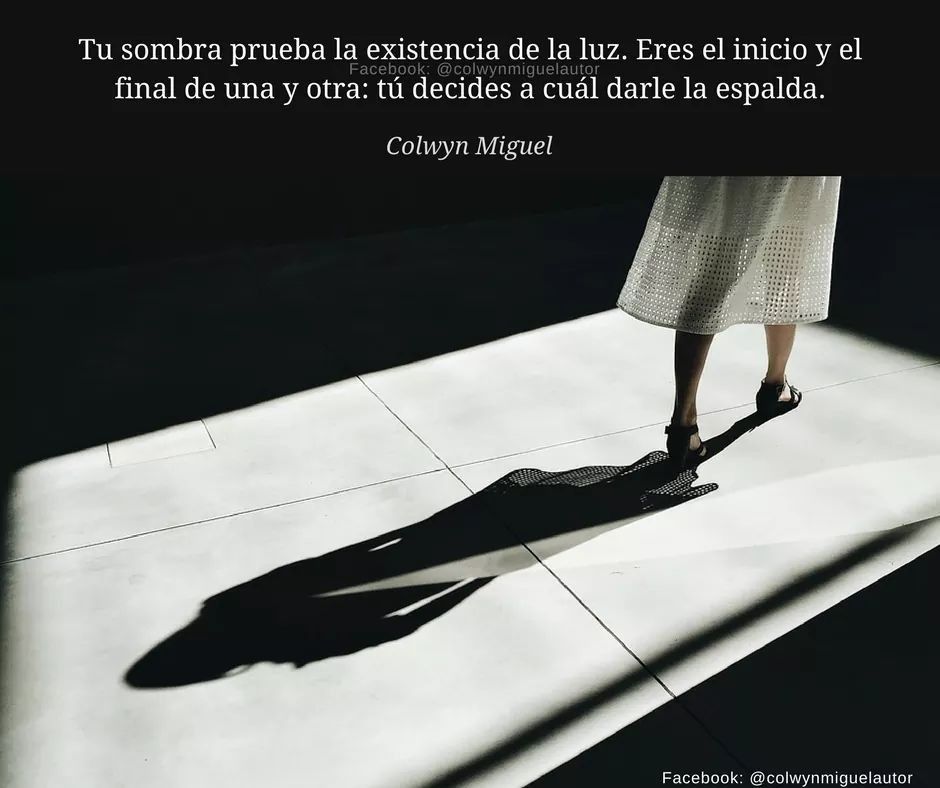 Tu sombra prueba la existencia de la luz. Eres el inicio y el
Facebook: @colwynmiguelautor
final de una y otra: tú decides a cuál darle la espalda.
Colwyn Miguel
Facebook: @colwynmiguelautor